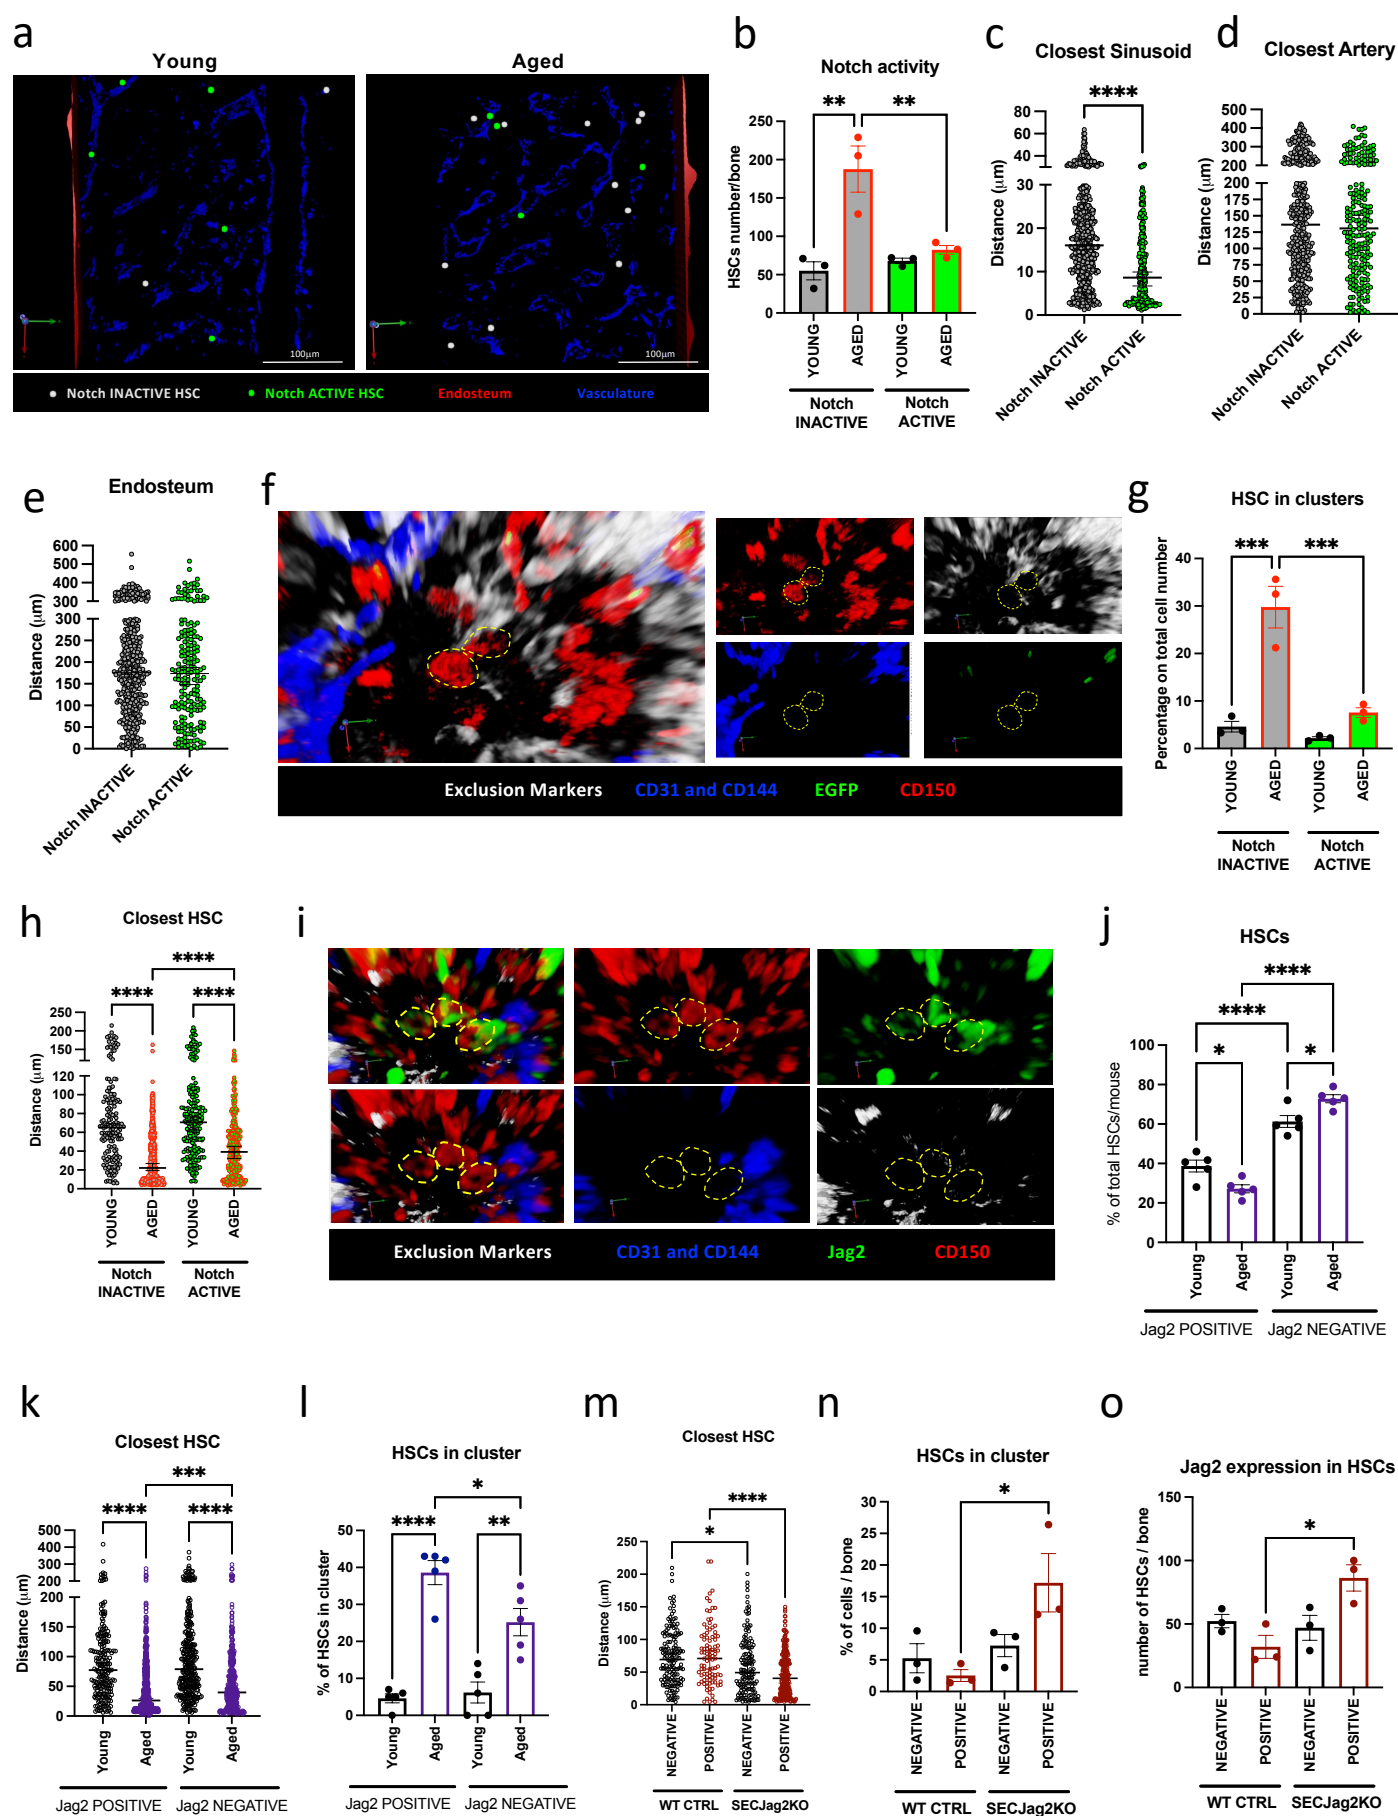 a
Young
Aged
100μm
100μm
Notch INACTIVE HSC
Notch ACTIVE HSC
Endosteum
Vasculature
b
Notch activity
**
**
HSCs number/bone
250
200
150
100
50
0
YOUNG
AGED
YOUNG
AGED
Notch
INACTIVE
Notch
ACTIVE
c
Closest Sinusoid
****
Distance (μm)
80
60
40
30
20
10
0
Notch INACTIVE
Notch ACTIVE
d
Closest Artery
Distance (μm)
420
350
300
250
200
200
175
150
125
100
75
50
25
0
Notch INACTIVE
Notch ACTIVE
e
Endosteum
Distance (μm)
600
500
400
300
300
250
200
150
100
50
0
Notch INACTIVE
Notch ACTIVE
f
Exclusion Markers
CD31 and CD144
EGFP
CD150
g
HSC in clusters
***
***
Percentage on total cell number
40
30
20
10
0
YOUNG
AGED
YOUNG
AGED
Notch
INACTIVE
Notch
ACTIVE
h
Closest HSC
****
****
****
Distance (μm)
250
200
150
120
100
80
60
40
20
0
YOUNG
AGED
YOUNG
AGED
Notch
INACTIVE
Notch
ACTIVE
i
Exclusion Markers
CD31 and CD144
Jag2
CD150
j
HSCs
****
****
*
*
% of total HSCs/mouse
100
80
60
40
20
0
Young
Aged
Young
Aged
Jag2 POSITIVE
Jag2 NEGATIVE
k
Closest HSC
***
****
****
Distance (μm)
500
400
300
200
200
150
100
50
0
Young
Aged
Young
Aged
Jag2 POSITIVE
Jag2 NEGATIVE
l
HSCs in cluster
*
****
**
% of HSCs in cluster
50
40
30
20
10
0
Young
Aged
Young
Aged
Jag2 POSITIVE
Jag2 NEGATIVE
m
Closest HSC
****
*
Distance (μm)
250
200
150
100
50
0
NEGATIVE
POSITIVE
NEGATIVE
POSITIVE
WT CTRL
SECJag2KO
n
HSCs in cluster
*
% of cells / bone
30
25
20
15
10
5
0
NEGATIVE
POSITIVE
NEGATIVE
POSITIVE
WT CTRL
SECJag2KO
o
Jag2 expression in HSCs
*
number of HSCs / bone
150
100
50
0
NEGATIVE
POSITIVE
NEGATIVE
POSITIVE
WT CTRL
SECJag2KO